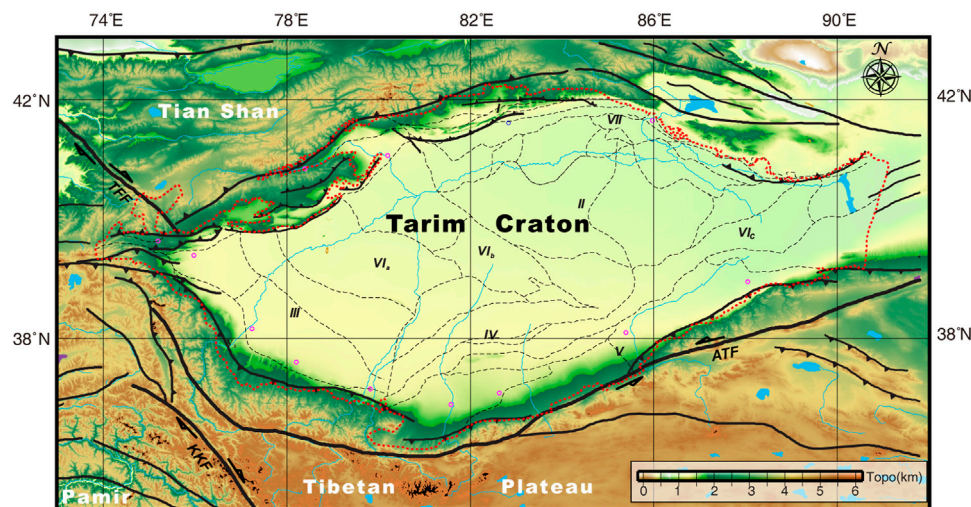 74°E 78°E 82°E 86°E 90°E
N
42°N 42°N
Tian Shan
I
VII
TFF
II
Tarim Craton
VIc
VIa
VIb
III
38°N 38°N
IV
V
ATF
KKF
Pamir
Tibetan Plateau
Topo(km)
0 1 2 3 4 5 6